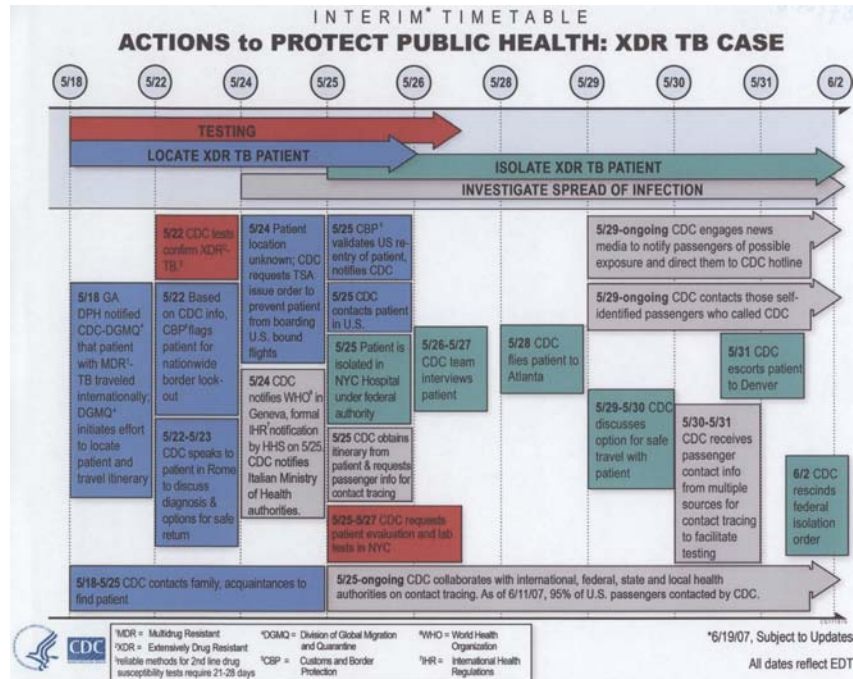 INTERIM* TIMETABLE
ACTIONS to PROTECT PUBLIC HEALTH: XDR TB CASE
5/18
5/22
5/24
5/25
5/26
5/28
5/29
5/30
5/31
6/2
TESTING
LOCATE XDR TB PATIENT
ISOLATE XDR TB PATIENT
INVESTIGATE SPREAD OF INFECTION
5/18 GA
DPH notified
CDC-DGMQ⁴
that patient
with MDR¹-
TB traveled
internationally;
DGMQ⁴
initiates effort
to locate
patient and
travel itinerary
5/22 CDC tests
confirm XDR²-
TB.³
5/22 Based
on CDC info,
CBP⁵flags
patient for
nationwide
border look-
out
5/22-5/23
CDC speaks to
patient in Rome
to discuss
diagnosis &
options for safe
return
5/24 Patient
location
unknown; CDC
requests TSA
issue order to
prevent patient
from boarding
U.S. bound
flights
5/24 CDC
notifies WHO⁶ in
Geneva, formal
IHR⁷notification
by HHS on 5/25.
CDC notifies
Italian Ministry
of Health
authorities.
5/25 CBP⁵
validates US re-
entry of patient,
notifies CDC
5/25 CDC
contacts patient
in U.S.
5/25 Patient is
isolated in
NYC Hospital
under federal
authority
5/25 CDC obtains
itinerary from
patient & requests
passenger info for
contact tracing
5/25-5/27 CDC requests
patient evaluation and lab
tests in NYC
5/26-5/27
CDC team
interviews
patient
5/28 CDC
flies patient to
Atlanta
5/29-ongoing CDC engages news
media to notify passengers of possible
exposure and direct them to CDC hotline
5/29-ongoing CDC contacts those self-
identified passengers who called CDC
5/29-5/30 CDC
discusses
option for safe
travel with
patient
5/30-5/31
CDC receives
passenger
contact info
from multiple
sources for
contact tracing
to facilitate
testing
5/31 CDC
escorts patient
to Denver
6/2 CDC
rescinds
federal
isolation
order
5/18-5/25 CDC contacts family, acquaintances to
find patient
5/25-ongoing CDC collaborates with international, federal, state and local health
authorities on contact tracing. As of 6/11/07, 95% of U.S. passengers contacted by CDC.
CDC
¹MDR = Multidrug Resistant
²XDR = Extensively Drug Resistant
³reliable methods for 2nd line drug
susceptibility tests require 21-28 days
⁴DGMQ = Division of Global Migration
and Quarantine
⁵CBP = Customs and Border
Protection
⁶WHO = World Health
Organization
⁷IHR = International Health
Regulations
*6/19/07, Subject to Updates
All dates reflect EDT